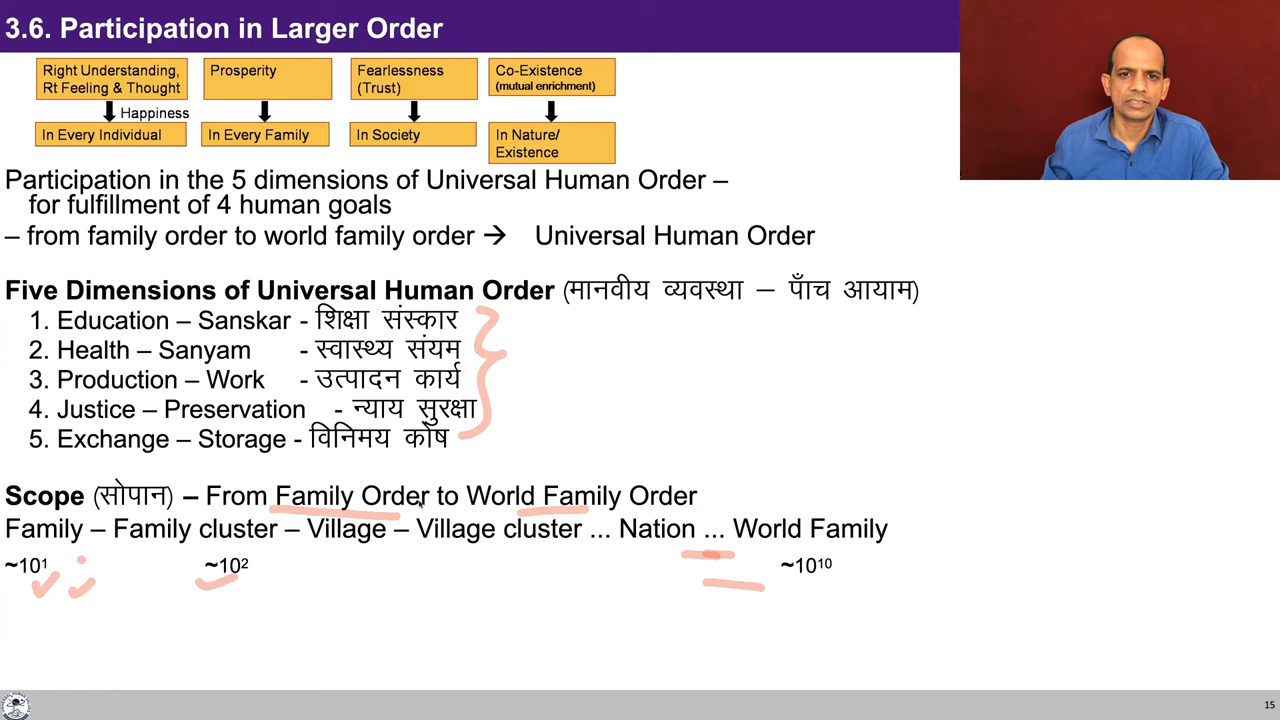 3.6. Participation in Larger Order
Right Understanding,
Rt Feeling & Thought
Prosperity
Fearlessness
(Trust)
Co-Existence
(mutual enrichment)
Happiness
In Every Individual
In Every Family
In Society
In Nature/
Existence
Participation in the 5 dimensions of Universal Human Order –
for fulfillment of 4 human goals
– from family order to world family order → Universal Human Order
Five Dimensions of Universal Human Order (मानवीय व्यवस्था – पाँच आयाम)
1. Education – Sanskar - शिक्षा संस्कार
2. Health – Sanyam - स्वास्थ्य संयम
3. Production – Work - उत्पादन कार्य
4. Justice – Preservation - न्याय सुरक्षा
5. Exchange – Storage - विनिमय कोष
Scope (सोपान) – From Family Order to World Family Order
Family – Family cluster – Village – Village cluster ... Nation ... World Family
~10¹ ~10² ~10¹⁰
15